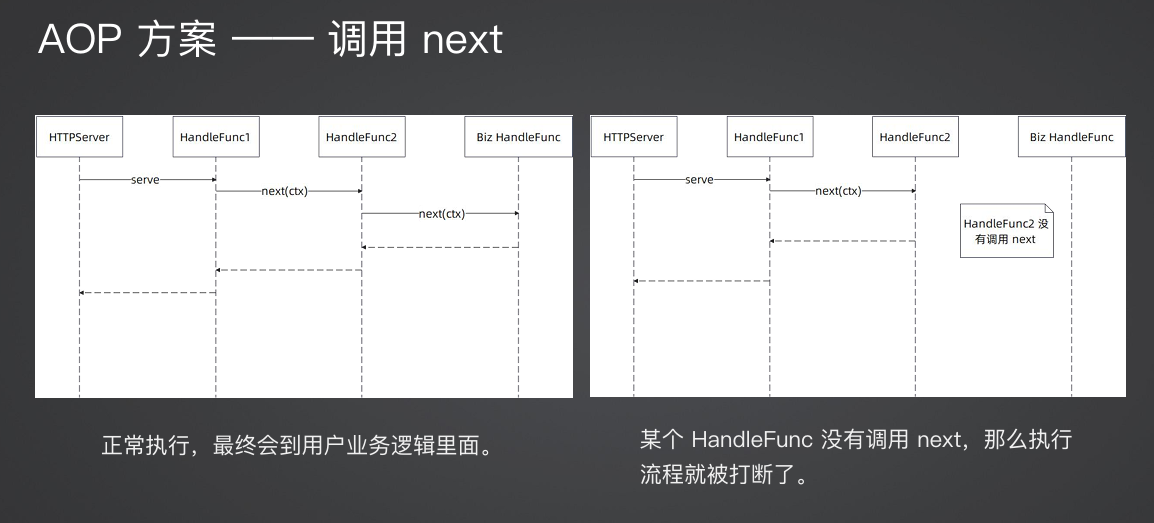 AOP 方案 —— 调用 next
HTTPServer
HandleFunc1
HandleFunc2
Biz HandleFunc
serve
next(ctx)
next(ctx)
正常执行，最终会到用户业务逻辑里面。
HTTPServer
HandleFunc1
HandleFunc2
Biz HandleFunc
serve
next(ctx)
HandleFunc2 没
有调用 next
某个 HandleFunc 没有调用 next，那么执行
流程就被打断了。